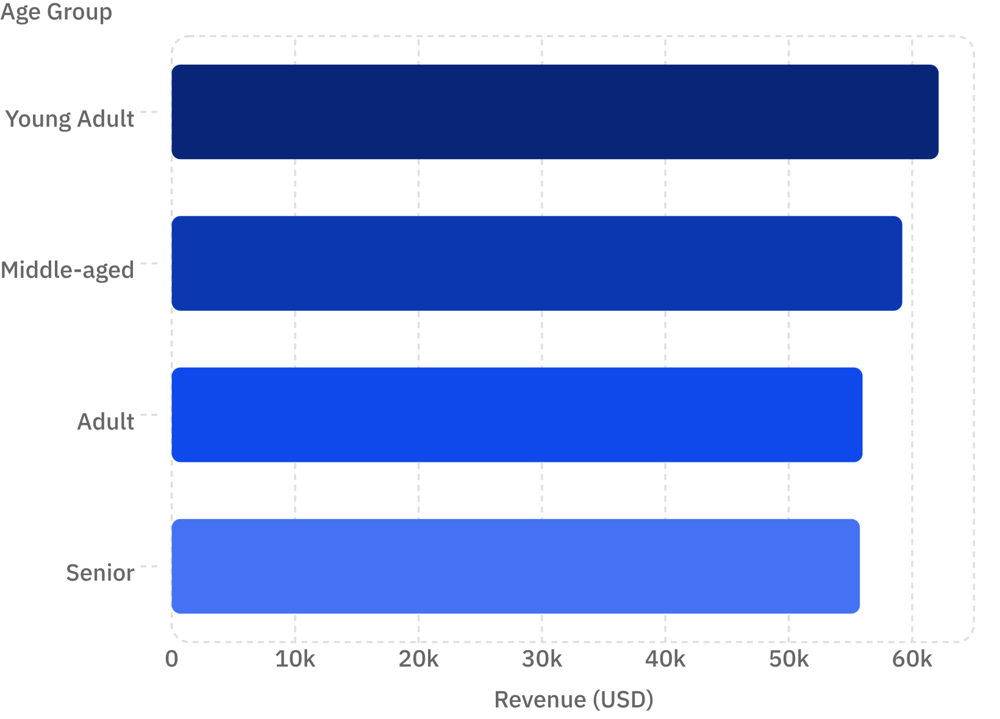 Age Group
Young Adult
Middle-aged
Adult
Senior
0 10k 20k 30k 40k 50k 60k
Revenue (USD)